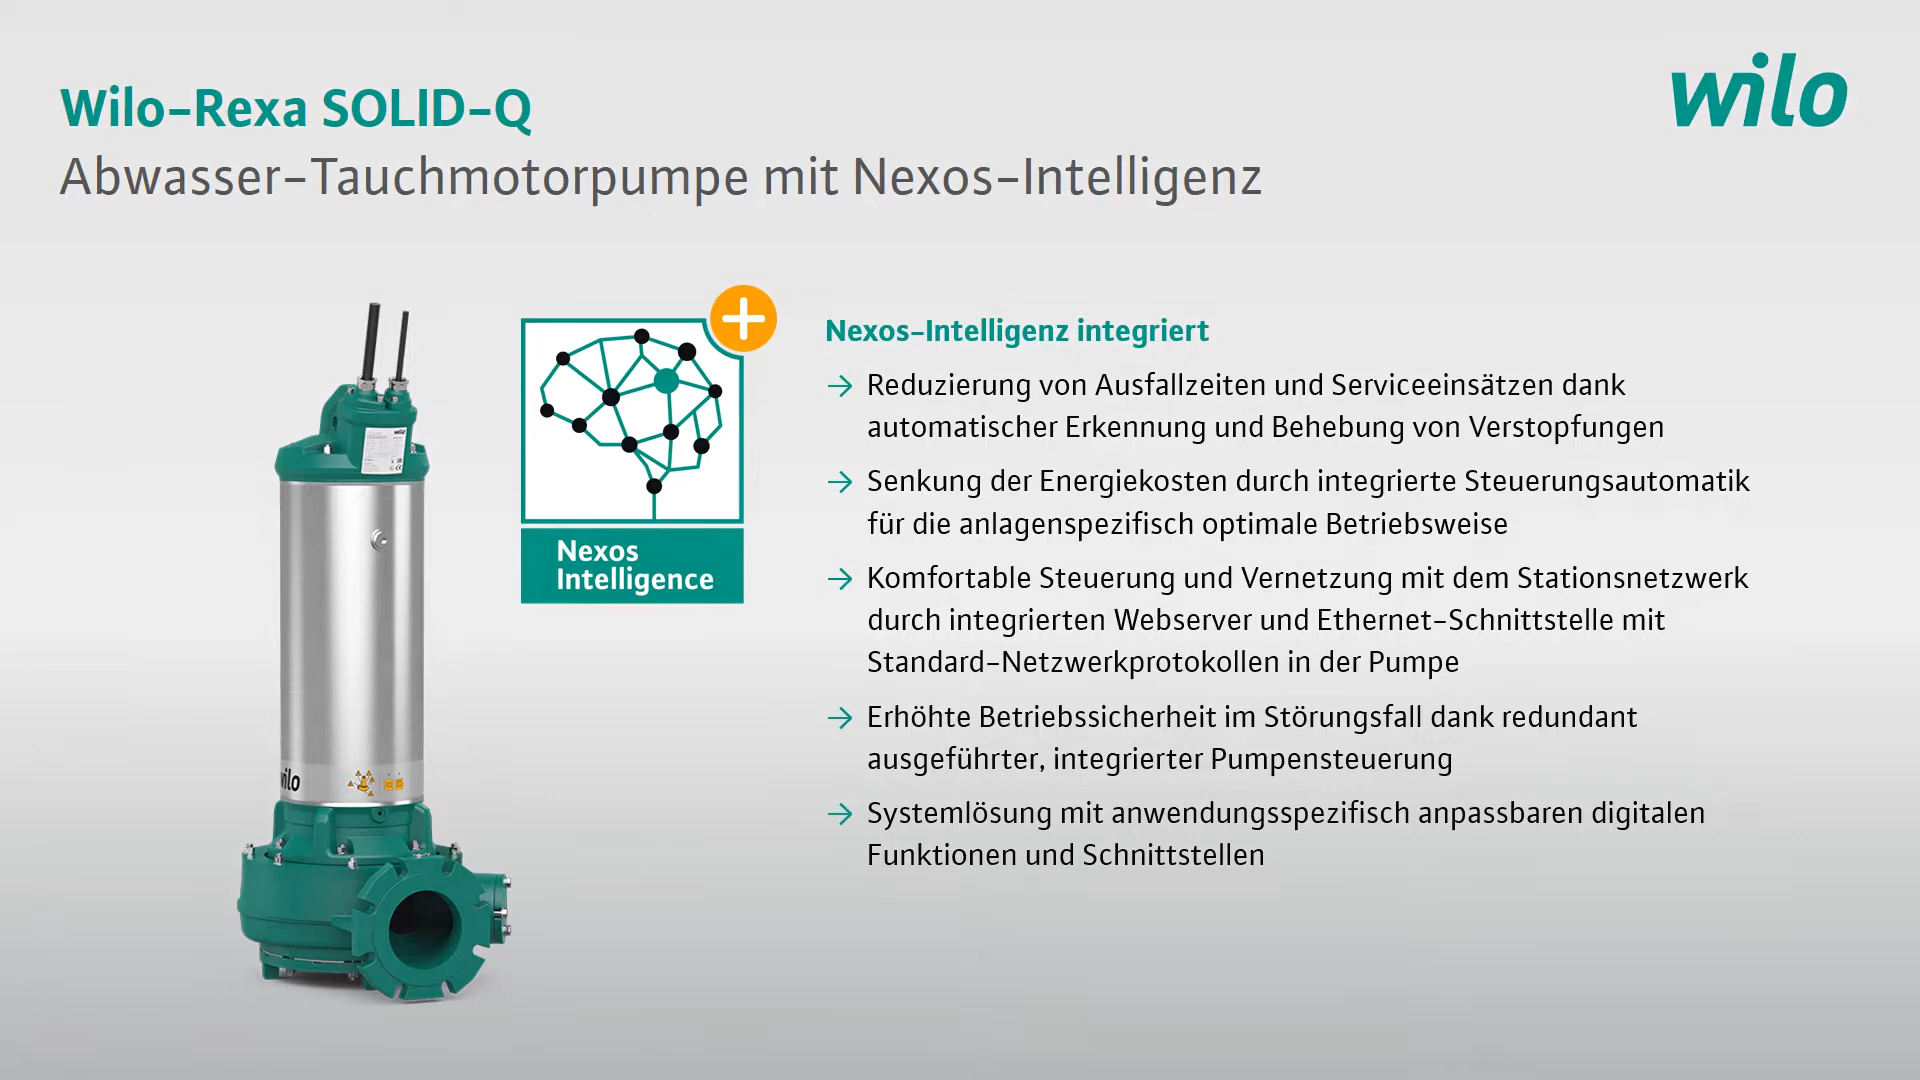 wilo
Wilo-Rexa SOLID-Q
Abwasser-Tauchmotorpumpe mit Nexos-Intelligenz
Nexos
Intelligence
Nexos-Intelligenz integriert
→ Reduzierung von Ausfallzeiten und Serviceeinsätzen dank
automatischer Erkennung und Behebung von Verstopfungen
→ Senkung der Energiekosten durch integrierte Steuerungsautomatik
für die anlagenspezifisch optimale Betriebsweise
→ Komfortable Steuerung und Vernetzung mit dem Stationsnetzwerk
durch integrierten Webserver und Ethernet-Schnittstelle mit
Standard-Netzwerkprotokollen in der Pumpe
→ Erhöhte Betriebssicherheit im Störungsfall dank redundant
ausgeführter, integrierter Pumpensteuerung
→ Systemlösung mit anwendungsspezifisch anpassbaren digitalen
Funktionen und Schnittstellen
wilo
wilo